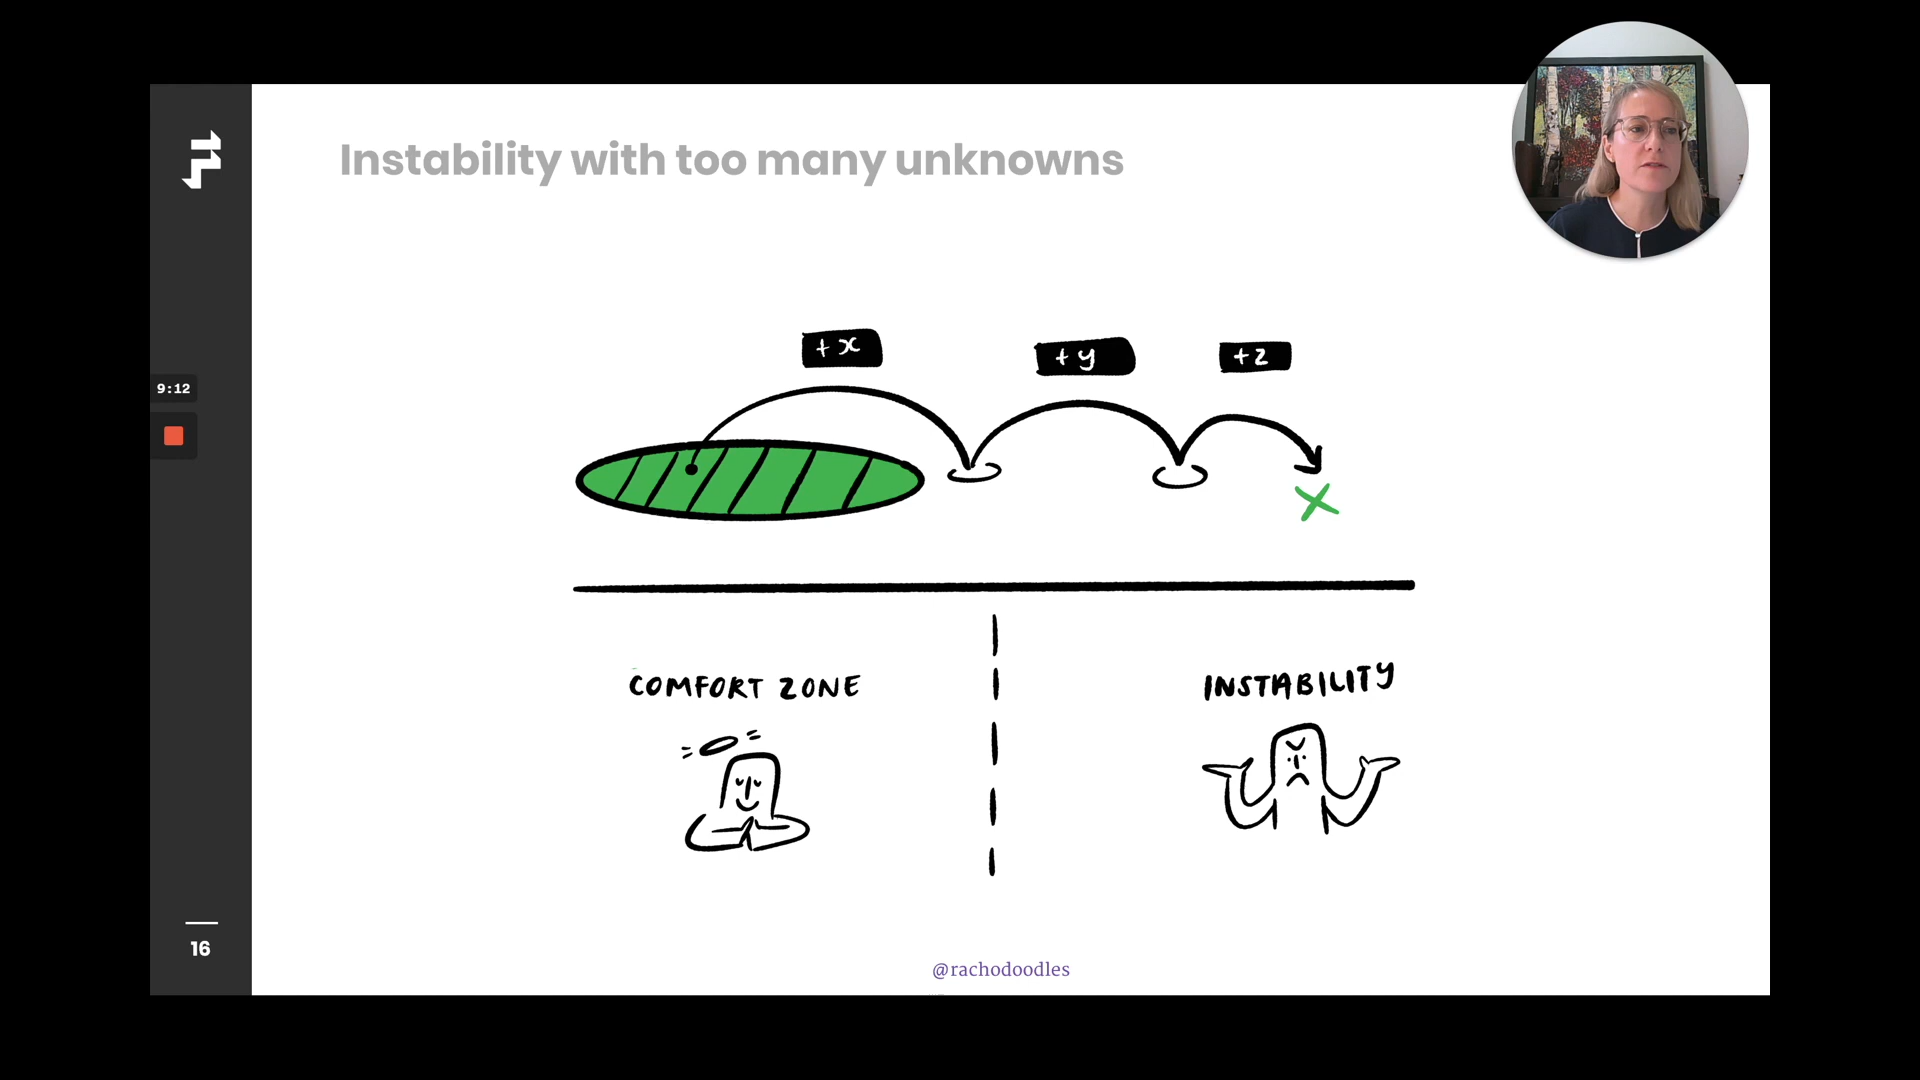 Instability with too many unknowns
+x
+y
+z
9:12
COMFORT ZONE
INSTABILITY
16
@rachodoodles